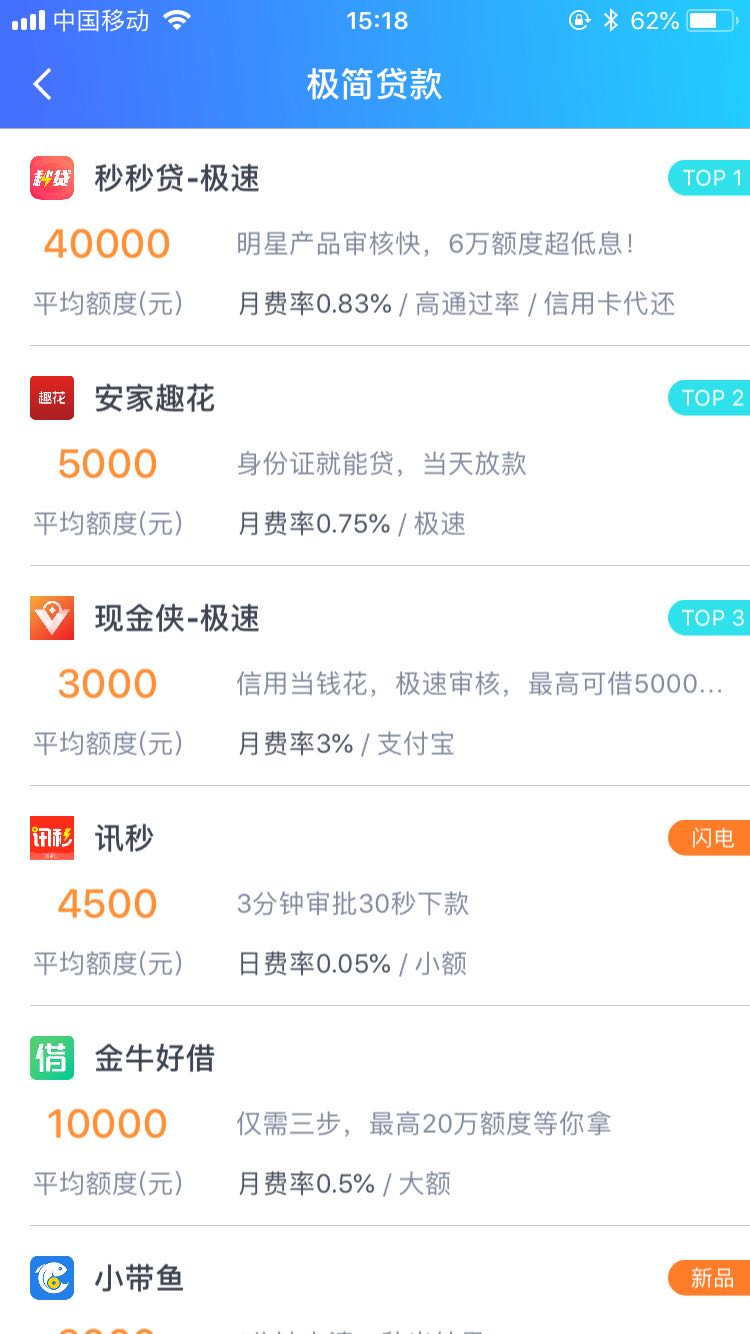 中国移动 15:18 62%
极简贷款
秒贷 秒秒贷-极速 TOP 1
40000 明星产品审核快，6万额度超低息！
平均额度(元) 月费率0.83% / 高通过率 / 信用卡代还
趣花 安家趣花 TOP 2
5000 身份证就能贷，当天放款
平均额度(元) 月费率0.75% / 极速
现金侠-极速 TOP 3
3000 信用当钱花，极速审核，最高可借5000...
平均额度(元) 月费率3% / 支付宝
讯秒 讯秒 闪电
4500 3分钟审批30秒下款
平均额度(元) 日费率0.05% / 小额
借 金牛好借
10000 仅需三步，最高20万额度等你拿
平均额度(元) 月费率0.5% / 大额
小带鱼 新品